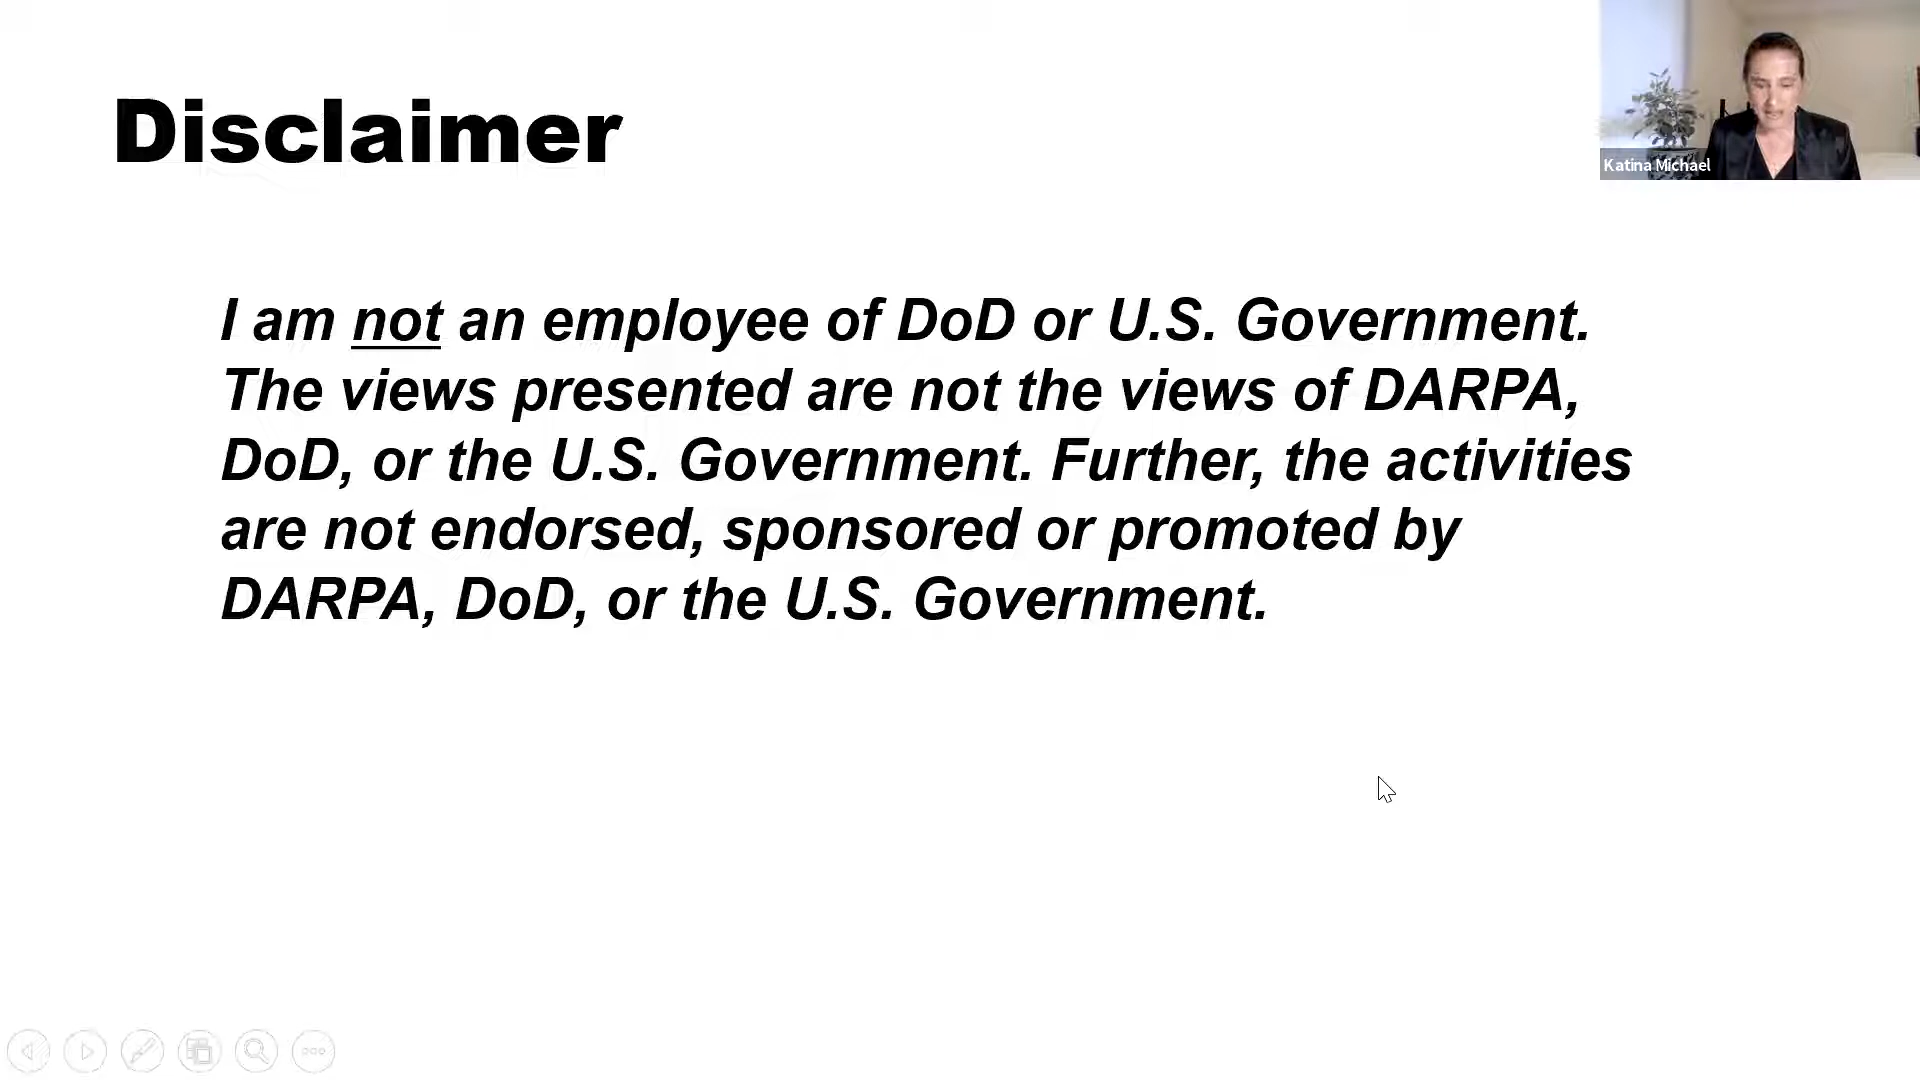 Disclaimer
Katina Michael
I am not an employee of DoD or U.S. Government.
The views presented are not the views of DARPA,
DoD, or the U.S. Government. Further, the activities
are not endorsed, sponsored or promoted by
DARPA, DoD, or the U.S. Government.